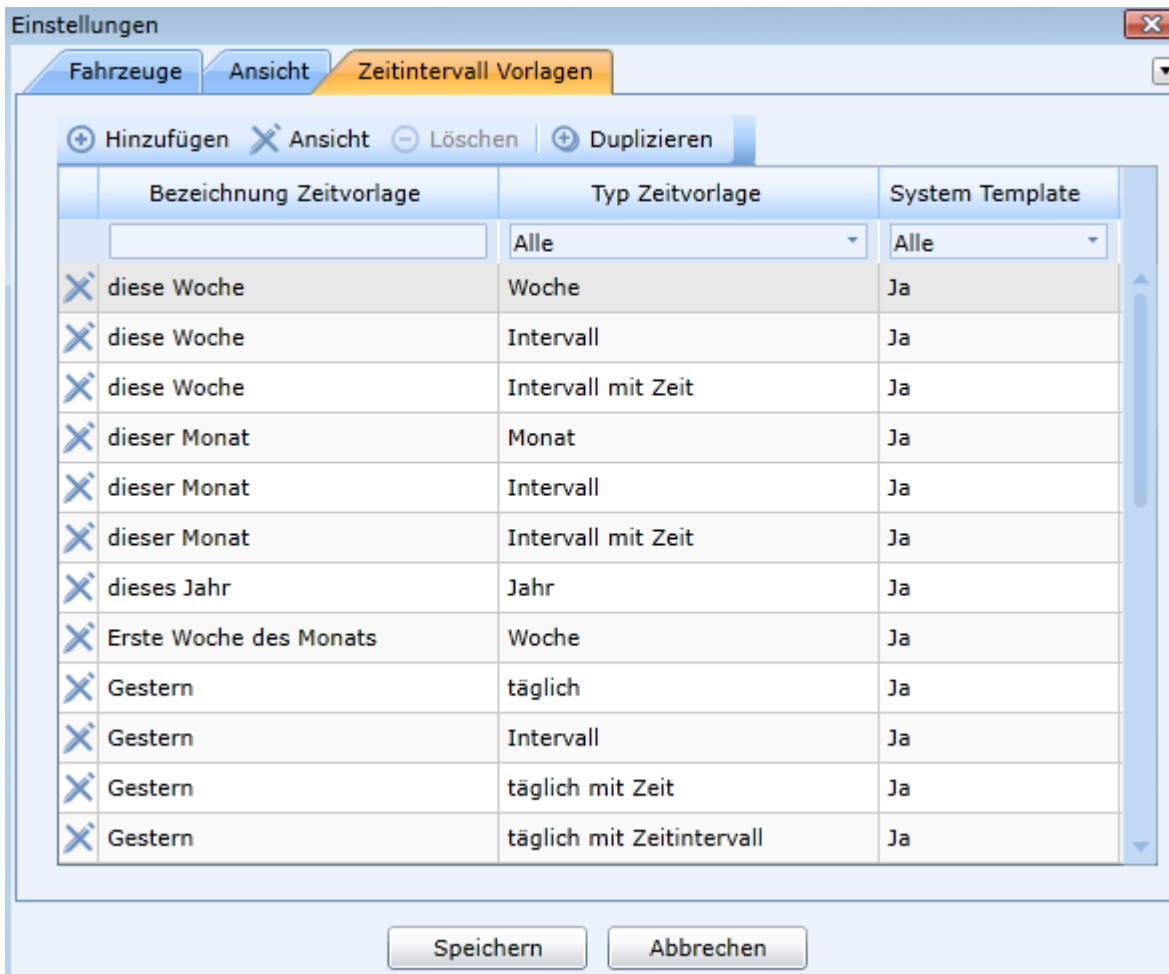 Einstellungen
Fahrzeuge Ansicht Zeitintervall Vorlagen
Hinzufügen Ansicht Löschen Duplizieren
Bezeichnung Zeitvorlage Typ Zeitvorlage System Template
Alle Alle
diese Woche Woche Ja
diese Woche Intervall Ja
diese Woche Intervall mit Zeit Ja
dieser Monat Monat Ja
dieser Monat Intervall Ja
dieser Monat Intervall mit Zeit Ja
dieses Jahr Jahr Ja
Erste Woche des Monats Woche Ja
Gestern täglich Ja
Gestern Intervall Ja
Gestern täglich mit Zeit Ja
Gestern täglich mit Zeitintervall Ja
Speichern Abbrechen